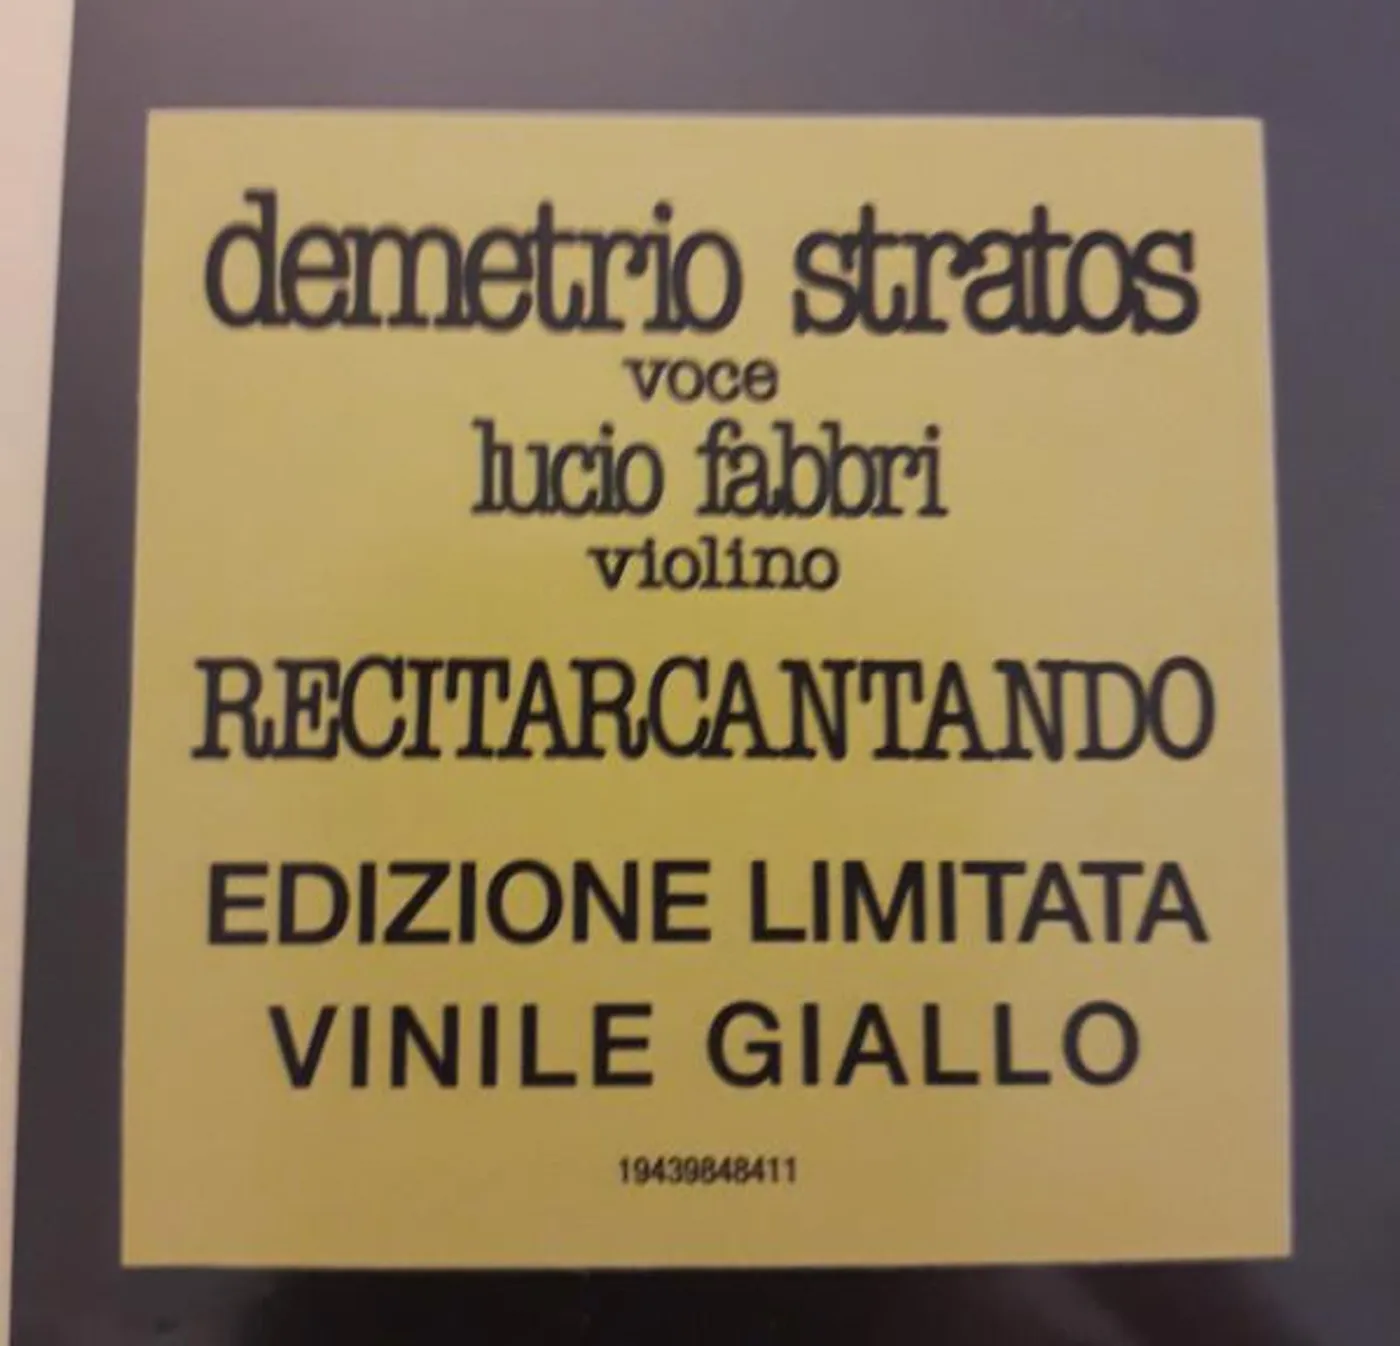 demetrio stratos
voce
lucio fabbri
violino
RECITARCANTANDO
EDIZIONE LIMITATA
VINILE GIALLO
19439848411